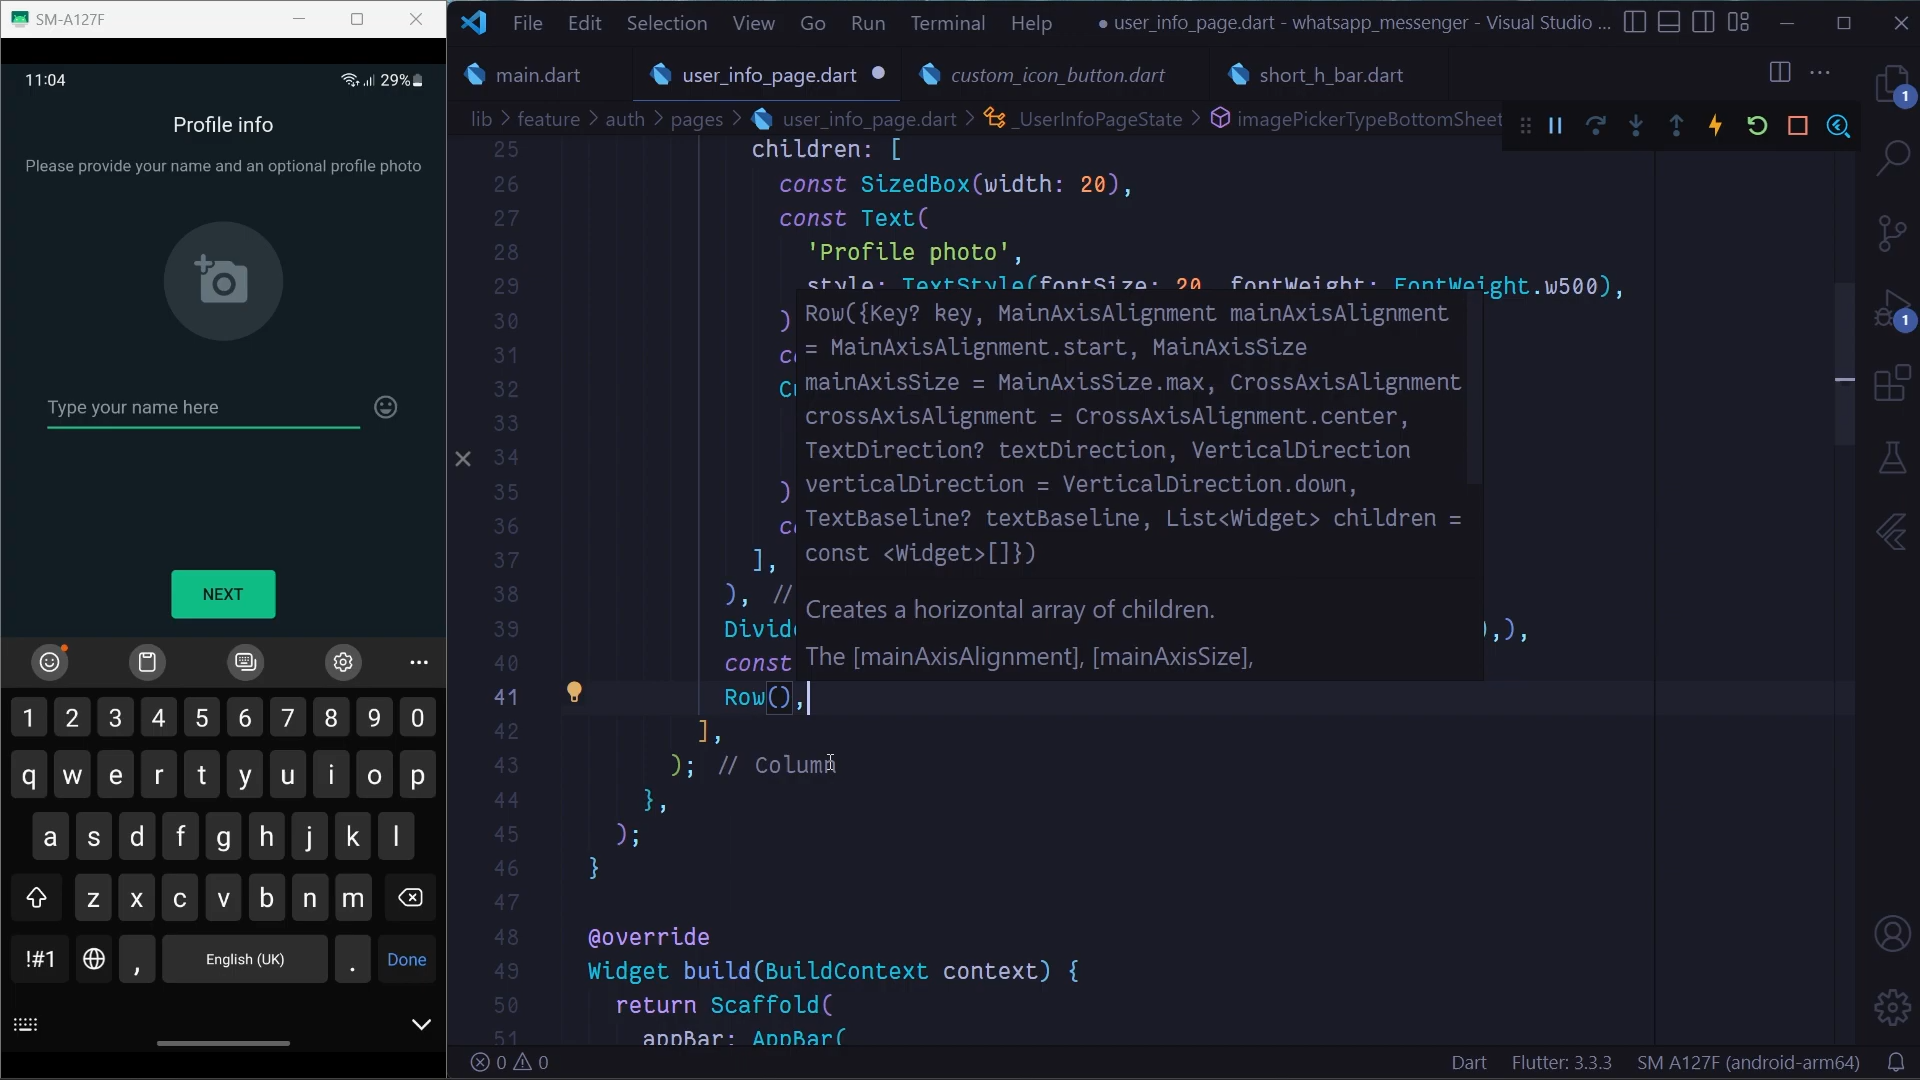 SM-A127F
11:04
29%
Profile info
Please provide your name and an optional profile photo
Type your name here
NEXT
1 2 3 4 5 6 7 8 9 0
q w e r t y u i o p
a s d f g h j k l
z x c v b n m
!#1 , English (UK) . Done
File Edit Selection View Go Run Terminal Help
● user_info_page.dart - whatsapp_messenger - Visual Studio ...
main.dart
user_info_page.dart
custom_icon_button.dart
short_h_bar.dart
lib > feature > auth > pages > user_info_page.dart > _UserInfoPageState > imagePickerTypeBottomSheet
25 children: [
26 const SizedBox(width: 20),
27 const Text(
28 'Profile photo',
29 style: TextStyle(fontSize: 20, fontWeight: FontWeight.w500),
30 )
31
32
33
34
35 )
36
37 ],
38 ), //
39 ),),
40 const
41 Row(),
42 ],
43 ); // Column
44 },
45 );
46 }
47
48 @override
49 Widget build(BuildContext context) {
50 return Scaffold(
51 appBar: AppBar(
Row({Key? key, MainAxisAlignment mainAxisAlignment
= MainAxisAlignment.start, MainAxisSize
mainAxisSize = MainAxisSize.max, CrossAxisAlignment
crossAxisAlignment = CrossAxisAlignment.center,
TextDirection? textDirection, VerticalDirection
verticalDirection = VerticalDirection.down,
TextBaseline? textBaseline, List<Widget> children =
const <Widget>[]})
Creates a horizontal array of children.
The [mainAxisAlignment], [mainAxisSize],
1
1
0 0
Dart Flutter: 3.3.3 SM A127F (android-arm64)